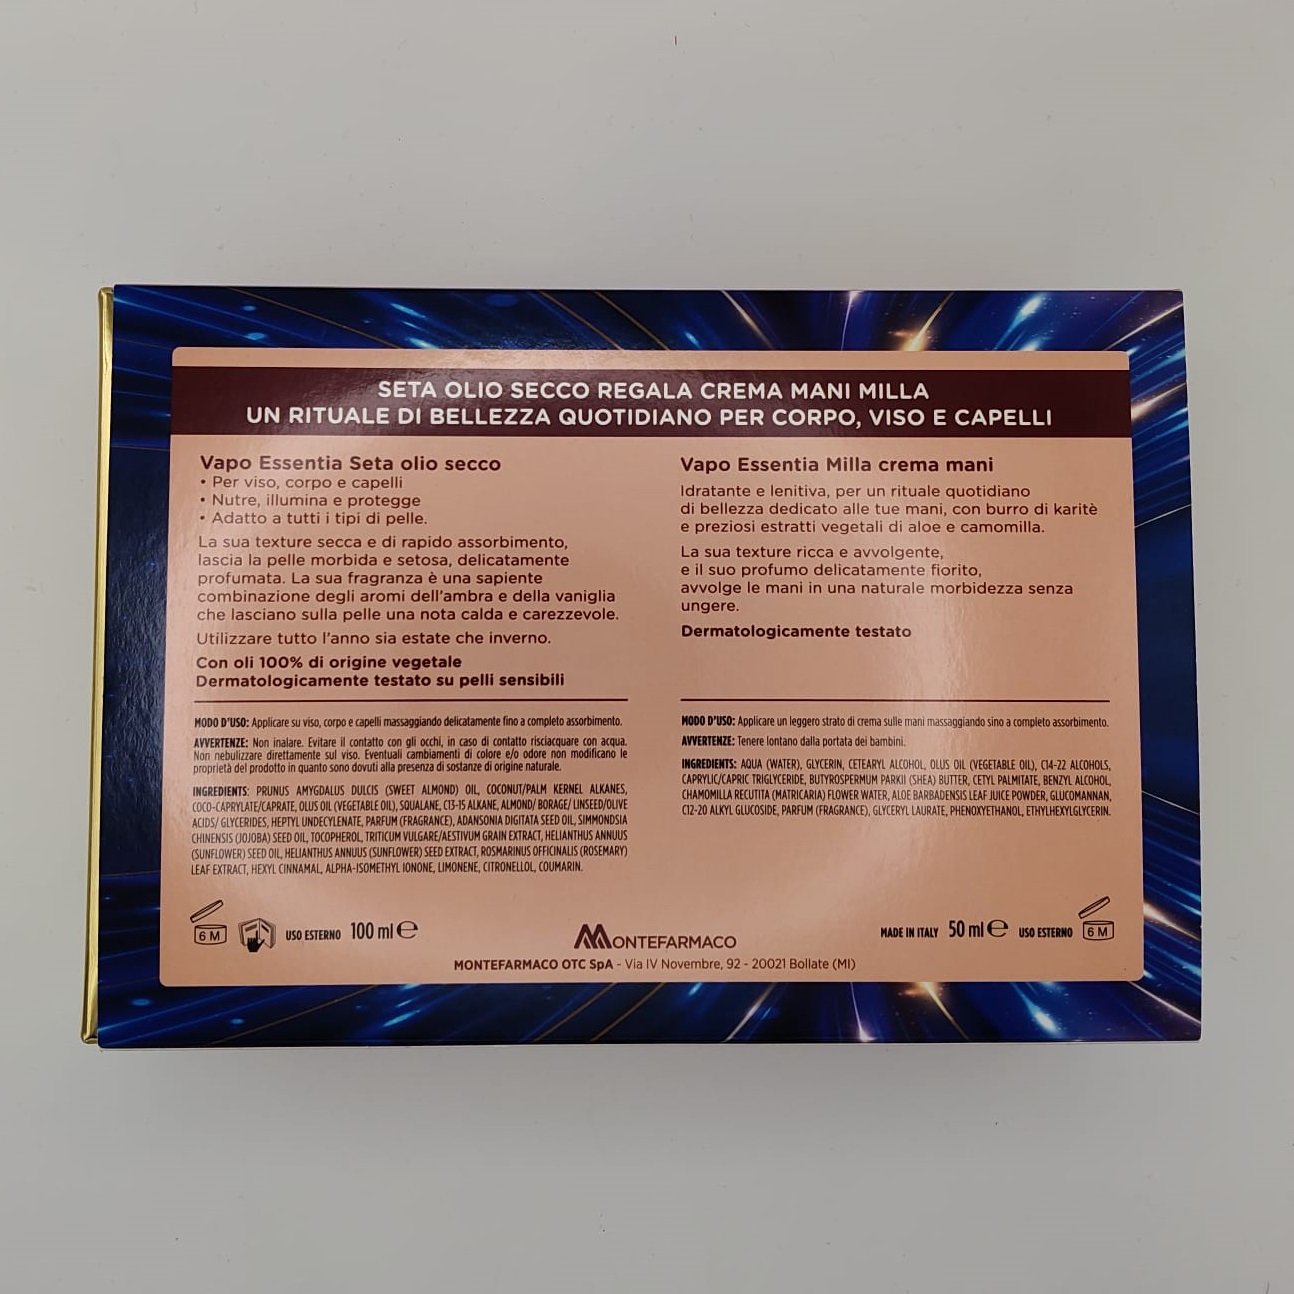 SETA OLIO SECCO REGALA CREMA MANI MILLA
UN RITUALE DI BELLEZZA QUOTIDIANO PER CORPO, VISO E CAPELLI
Vapo Essentia Seta olio secco
• Per viso, corpo e capelli
• Nutre, illumina e protegge
• Adatto a tutti i tipi di pelle.
La sua texture secca e di rapido assorbimento,
lascia la pelle morbida e setosa, delicatamente
profumata. La sua fragranza è una sapiente
combinazione degli aromi dell'ambra e della vaniglia
che lasciano sulla pelle una nota calda e carezzevole.
Utilizzare tutto l'anno sia estate che inverno.
Con oli 100% di origine vegetale
Dermatologicamente testato su pelli sensibili
MODO D'USO: Applicare su viso, corpo e capelli massaggiando delicatamente fino a completo assorbimento.
AVVERTENZE: Non inalare. Evitare il contatto con gli occhi, in caso di contatto risciacquare con acqua.
Non nebulizzare direttamente sul viso. Eventuali cambiamenti di colore e/o odore non modificano le
proprietà del prodotto in quanto sono dovuti alla presenza di sostanze di origine naturale.
INGREDIENTS: PRUNUS AMYGDALUS DULCIS (SWEET ALMOND) OIL, COCONUT/PALM KERNEL ALKANES,
COCO-CAPRYLATE/CAPRATE, OLUS OIL (VEGETABLE OIL), SQUALANE, C13-15 ALKANE, ALMOND/ BORAGE/ LINSEED/OLIVE
ACIDS/ GLYCERIDES, HEPTYL UNDECYLENATE, PARFUM (FRAGRANCE), ADANSONIA DIGITATA SEED OIL, SIMMONDSIA
CHINENSIS (JOJOBA) SEED OIL, TOCOPHEROL, TRITICUM VULGARE/AESTIVUM GRAIN EXTRACT, HELIANTHUS ANNUUS
(SUNFLOWER) SEED OIL, HELIANTHUS ANNUUS (SUNFLOWER) SEED EXTRACT, ROSMARINUS OFFICINALIS (ROSEMARY)
LEAF EXTRACT, HEXYL CINNAMAL, ALPHA-ISOMETHYL IONONE, LIMONENE, CITRONELLOL, COUMARIN.
6 M USO ESTERNO 100 ml ℮
Vapo Essentia Milla crema mani
Idratante e lenitiva, per un rituale quotidiano
di bellezza dedicato alle tue mani, con burro di karitè
e preziosi estratti vegetali di aloe e camomilla.
La sua texture ricca e avvolgente,
e il suo profumo delicatamente fiorito,
avvolge le mani in una naturale morbidezza senza
ungere.
Dermatologicamente testato
MODO D'USO: Applicare un leggero strato di crema sulle mani massaggiando sino a completo assorbimento.
AVVERTENZE: Tenere lontano dalla portata dei bambini.
INGREDIENTS: AQUA (WATER), GLYCERIN, CETEARYL ALCOHOL, OLUS OIL (VEGETABLE OIL), C14-22 ALCOHOLS,
CAPRYLIC/CAPRIC TRIGLYCERIDE, BUTYROSPERMUM PARKII (SHEA) BUTTER, CETYL PALMITATE, BENZYL ALCOHOL,
CHAMOMILLA RECUTITA (MATRICARIA) FLOWER WATER, ALOE BARBADENSIS LEAF JUICE POWDER, GLUCOMANNAN,
C12-20 ALKYL GLUCOSIDE, PARFUM (FRAGRANCE), GLYCERYL LAURATE, PHENOXYETHANOL, ETHYLHEXYLGLYCERIN.
MADE IN ITALY 50 ml ℮ USO ESTERNO 6 M
MONTEFARMACO
MONTEFARMACO OTC SpA - Via IV Novembre, 92 - 20021 Bollate (MI)